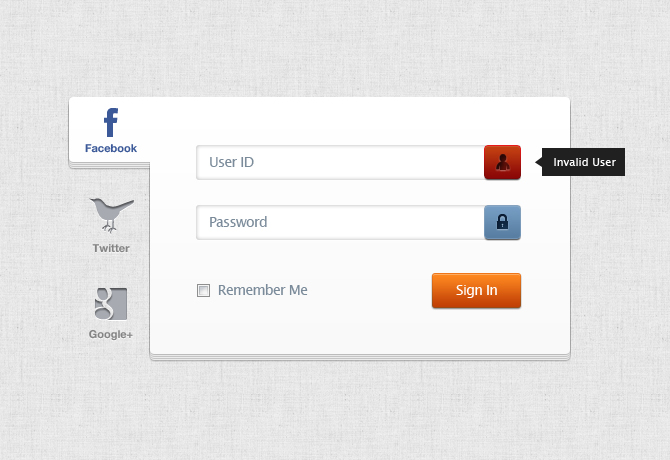 Facebook
User ID
Invalid User
Password
Twitter
Remember Me
Sign In
Google+